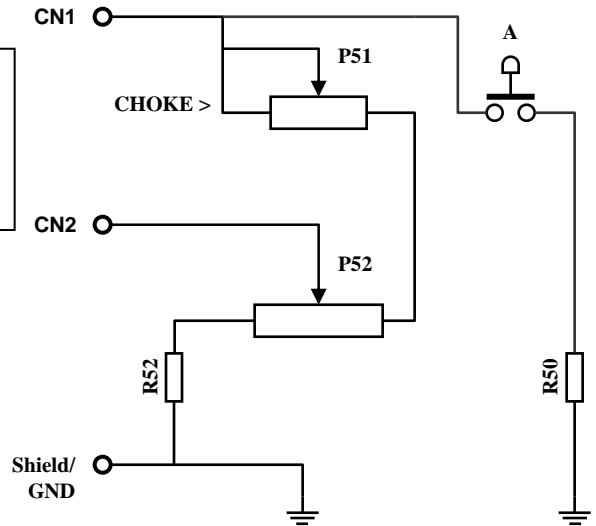 CN1
A
P51
CHOKE >
CN2
P52
R52
R50
Shield/
GND